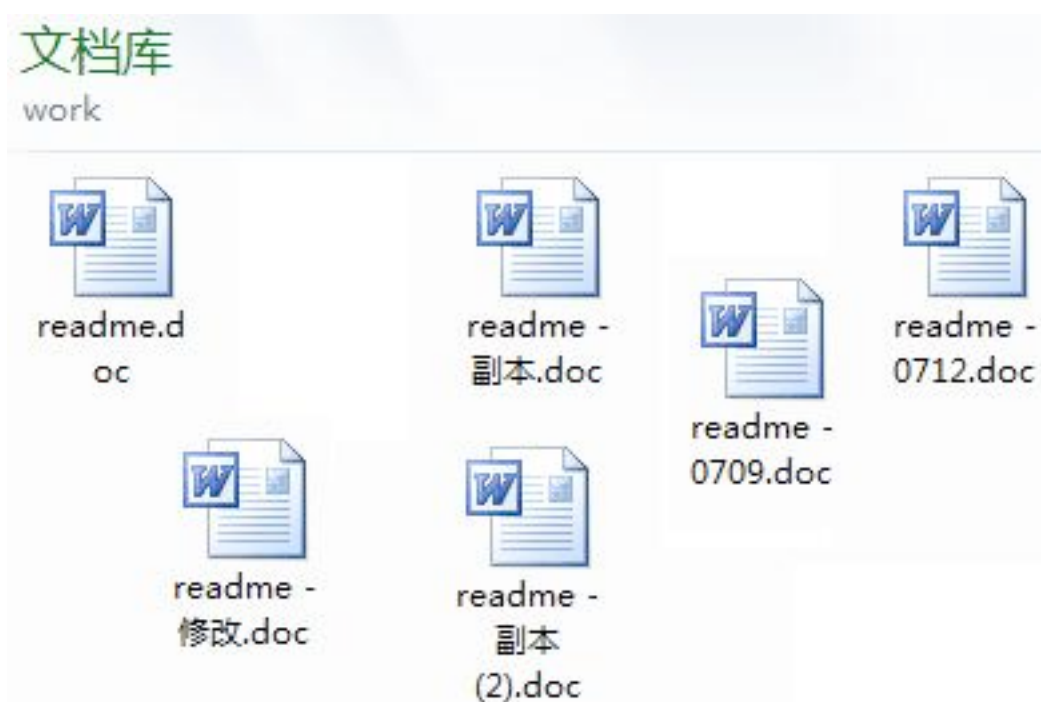 文档库
work
readme.d
oc
readme -
副本.doc
readme -
0709.doc
readme -
0712.doc
readme -
修改.doc
readme -
副本
(2).doc